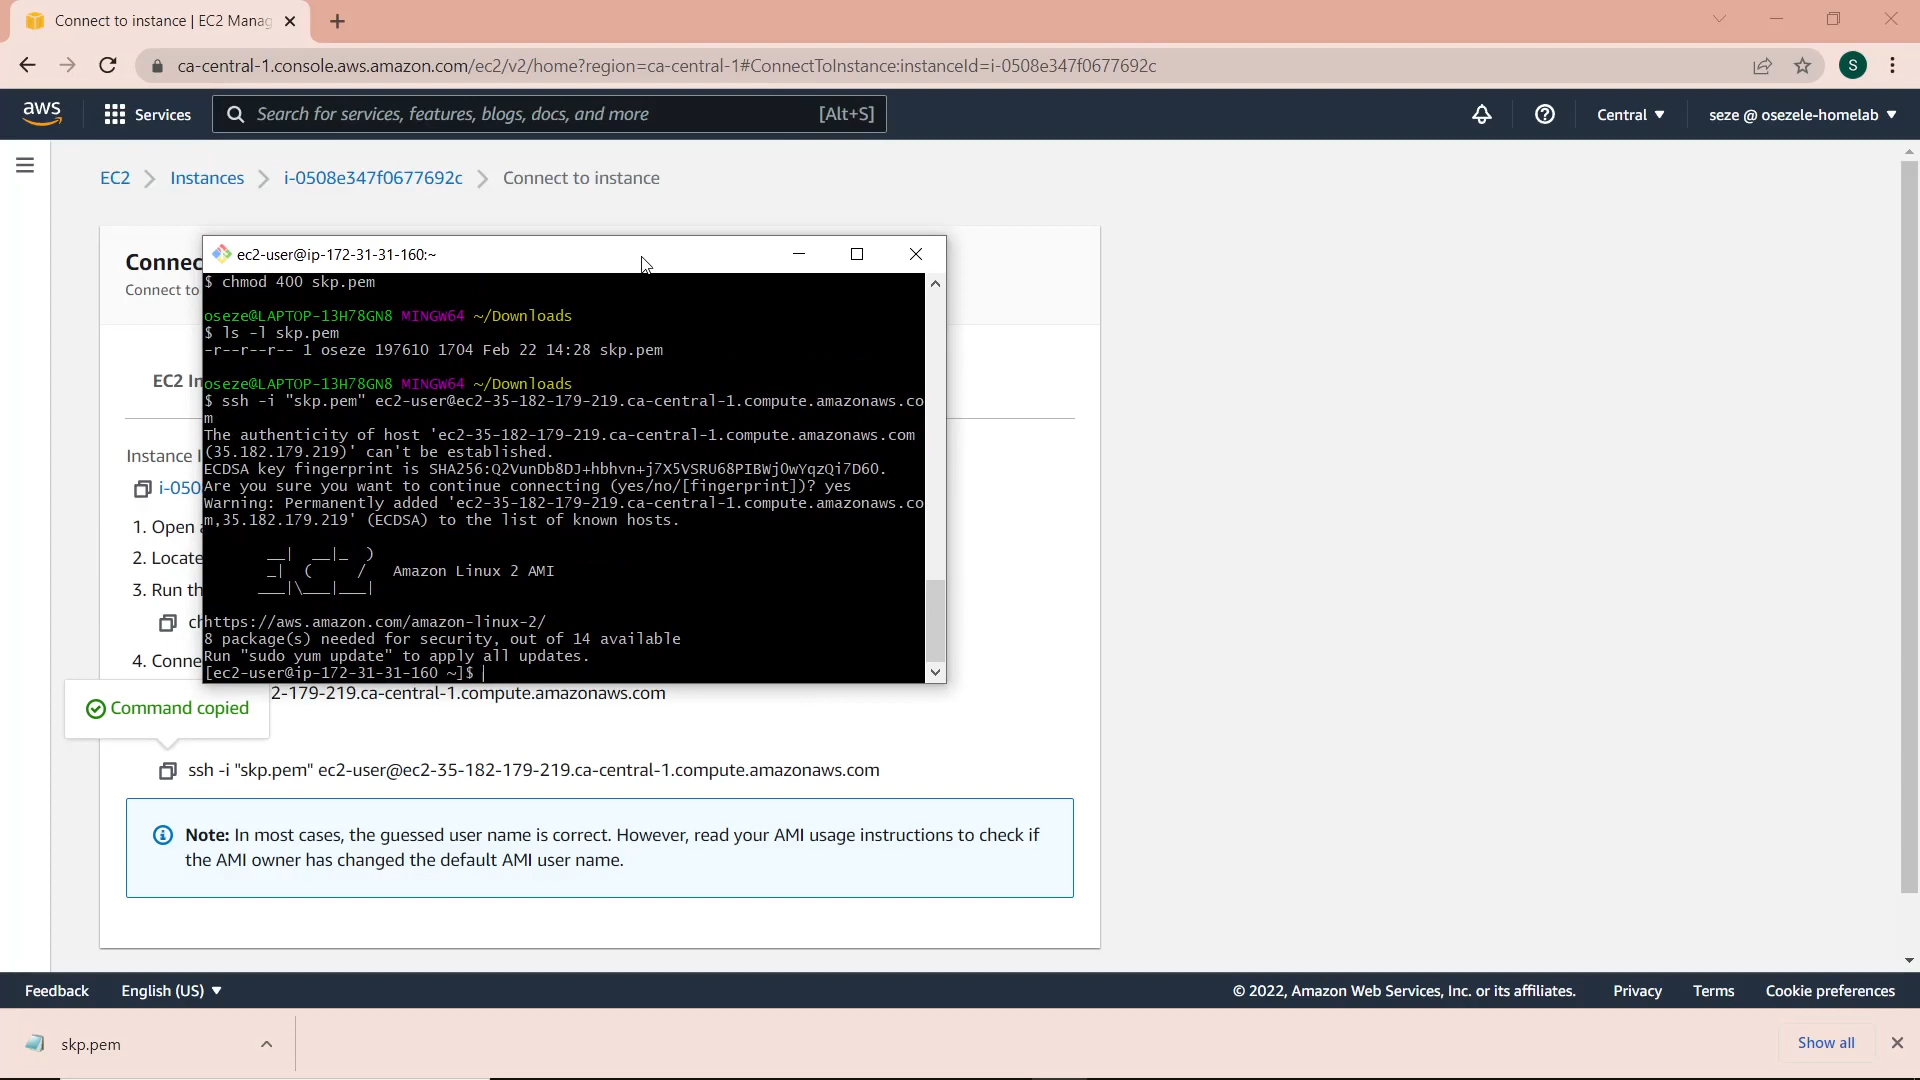 Connect to instance | EC2 Manag
ca-central-1.console.aws.amazon.com/ec2/v2/home?region=ca-central-1#ConnectToInstance:instanceId=i-0508e347f0677692c
S
aws
Services
Search for services, features, blogs, docs, and more
[Alt+S]
Central
seze @ osezele-homelab
EC2
Instances
i-0508e347f0677692c
Connect to instance
Connec
Connect to
EC2 In
Instance I
i-050
1. Open a
2. Locate
3. Run th
ch
4. Conne
ec2-user@ip-172-31-31-160:~
$ chmod 400 skp.pem
oseze@LAPTOP-13H78GN8 MINGW64 ~/Downloads
$ ls -l skp.pem
-r--r--r-- 1 oseze 197610 1704 Feb 22 14:28 skp.pem
oseze@LAPTOP-13H78GN8 MINGW64 ~/Downloads
$ ssh -i "skp.pem" ec2-user@ec2-35-182-179-219.ca-central-1.compute.amazonaws.co
m
The authenticity of host 'ec2-35-182-179-219.ca-central-1.compute.amazonaws.com
(35.182.179.219)' can't be established.
ECDSA key fingerprint is SHA256:Q2VunDb8DJ+hbhvn+j7X5VSRU68PIBWjOwYqzQi7D60.
Are you sure you want to continue connecting (yes/no/[fingerprint])? yes
Warning: Permanently added 'ec2-35-182-179-219.ca-central-1.compute.amazonaws.co
m,35.182.179.219' (ECDSA) to the list of known hosts.
__|  __|_  )
_|  (     /   Amazon Linux 2 AMI
___|\___|___|
https://aws.amazon.com/amazon-linux-2/
8 package(s) needed for security, out of 14 available
Run "sudo yum update" to apply all updates.
[ec2-user@ip-172-31-31-160 ~]$
2-179-219.ca-central-1.compute.amazonaws.com
Command copied
ssh -i "skp.pem" ec2-user@ec2-35-182-179-219.ca-central-1.compute.amazonaws.com
Note: In most cases, the guessed user name is correct. However, read your AMI usage instructions to check if
the AMI owner has changed the default AMI user name.
Feedback
English (US)
© 2022, Amazon Web Services, Inc. or its affiliates.
Privacy
Terms
Cookie preferences
skp.pem
Show all